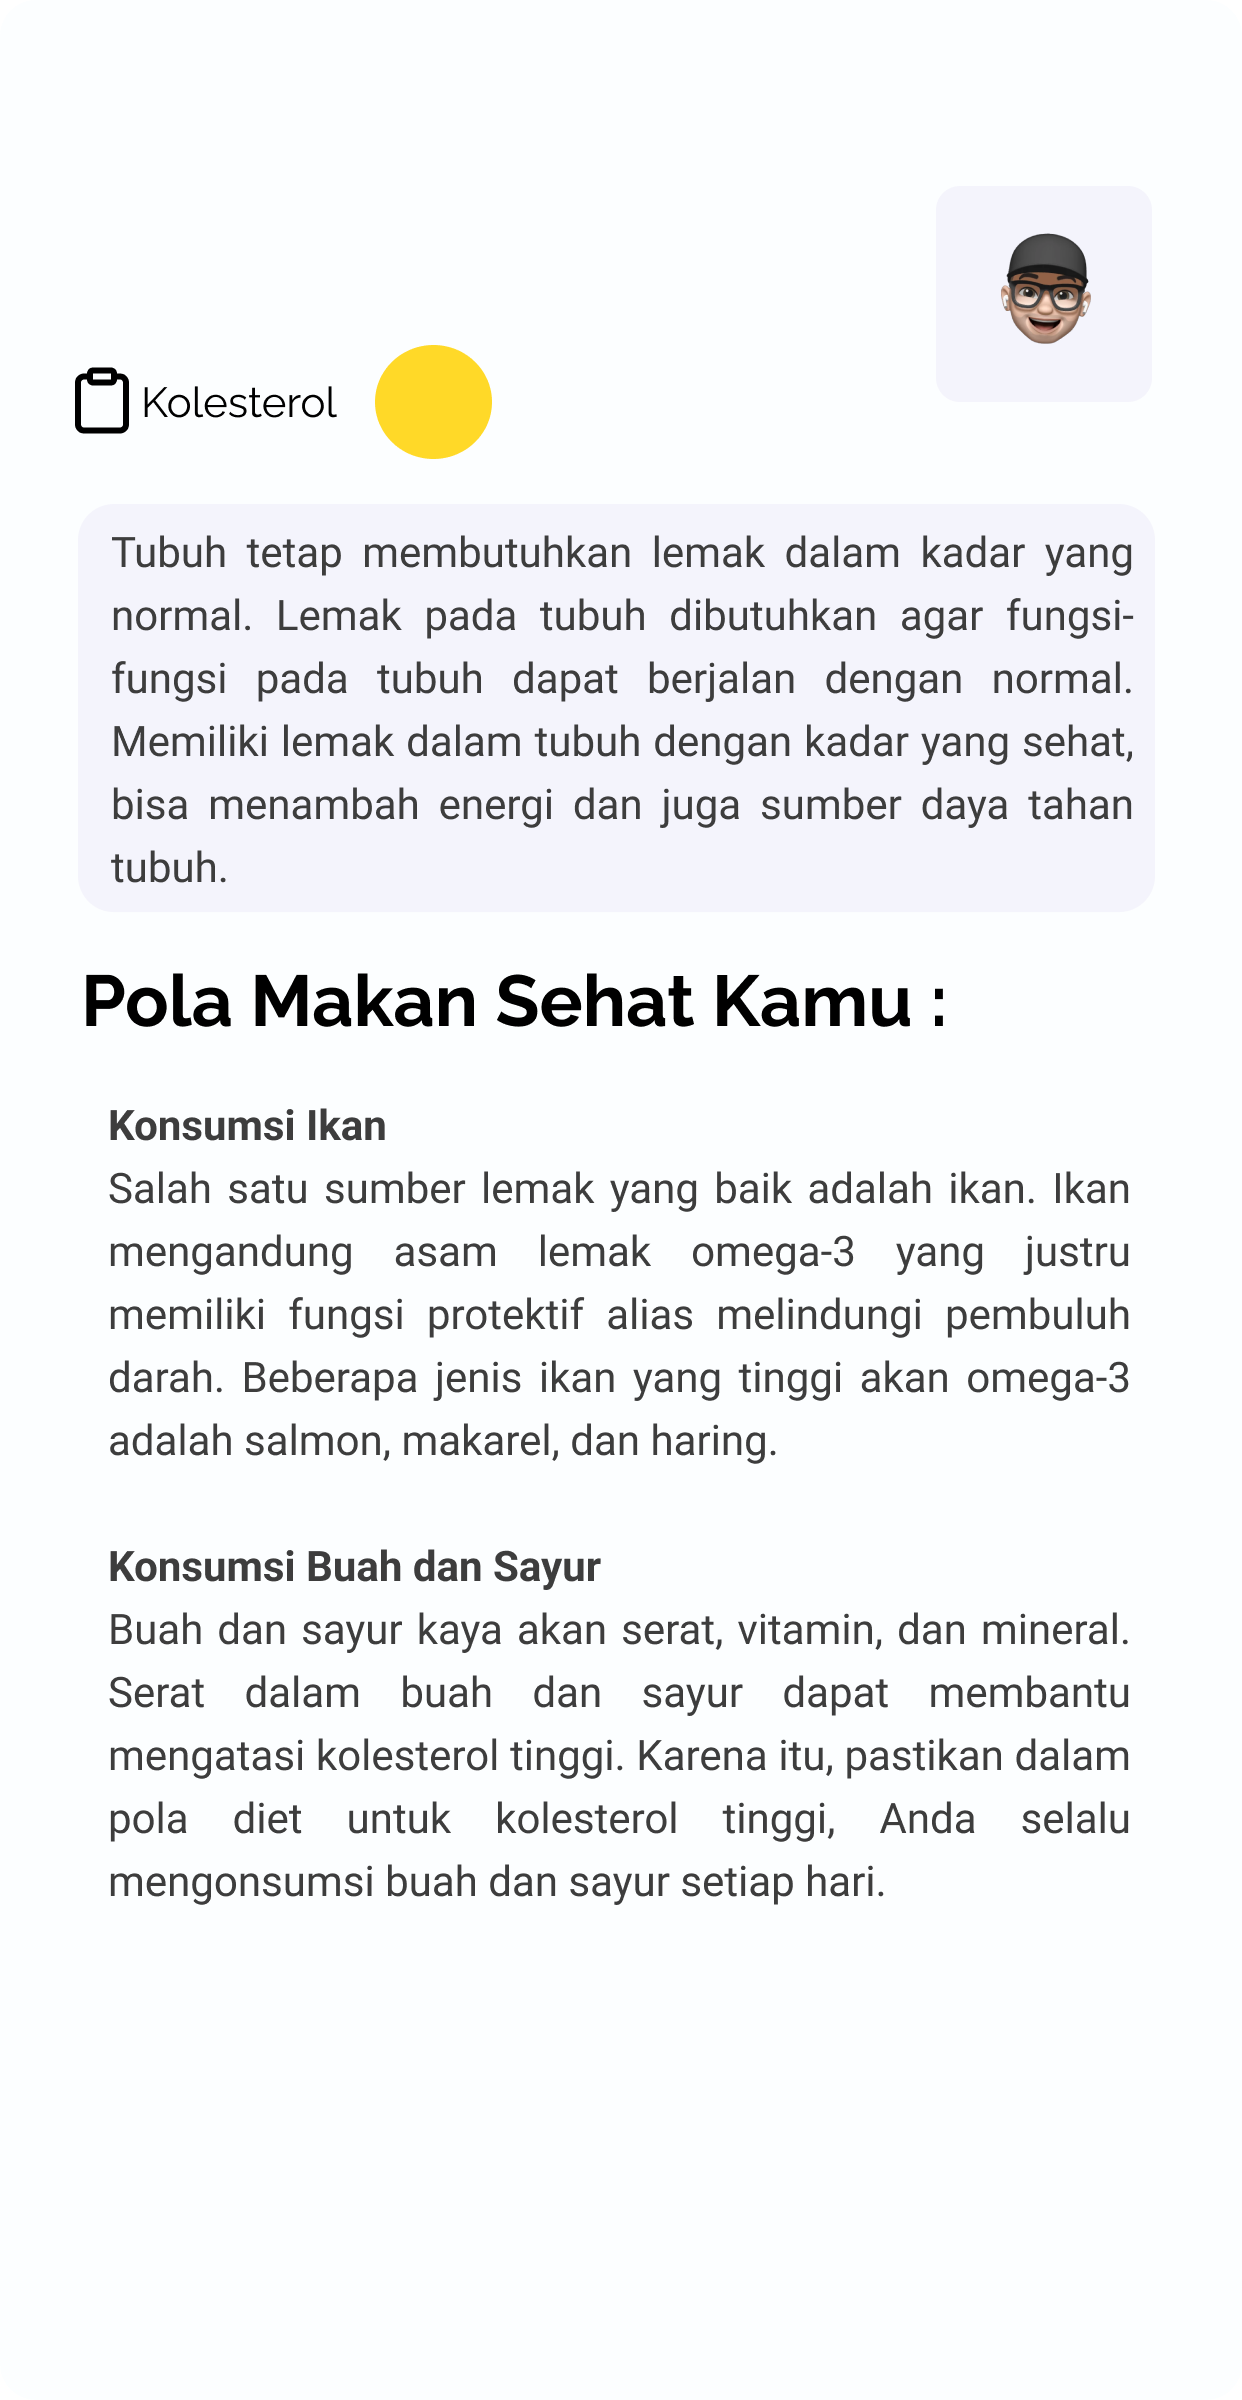 Kolesterol
Tubuh tetap membutuhkan lemak dalam kadar yang
normal. Lemak pada tubuh dibutuhkan agar fungsi-
fungsi pada tubuh dapat berjalan dengan normal.
Memiliki lemak dalam tubuh dengan kadar yang sehat,
bisa menambah energi dan juga sumber daya tahan
tubuh.
Pola Makan Sehat Kamu :
Konsumsi Ikan
Salah satu sumber lemak yang baik adalah ikan. Ikan
mengandung asam lemak omega-3 yang justru
memiliki fungsi protektif alias melindungi pembuluh
darah. Beberapa jenis ikan yang tinggi akan omega-3
adalah salmon, makarel, dan haring.
Konsumsi Buah dan Sayur
Buah dan sayur kaya akan serat, vitamin, dan mineral.
Serat dalam buah dan sayur dapat membantu
mengatasi kolesterol tinggi. Karena itu, pastikan dalam
pola diet untuk kolesterol tinggi, Anda selalu
mengonsumsi buah dan sayur setiap hari.